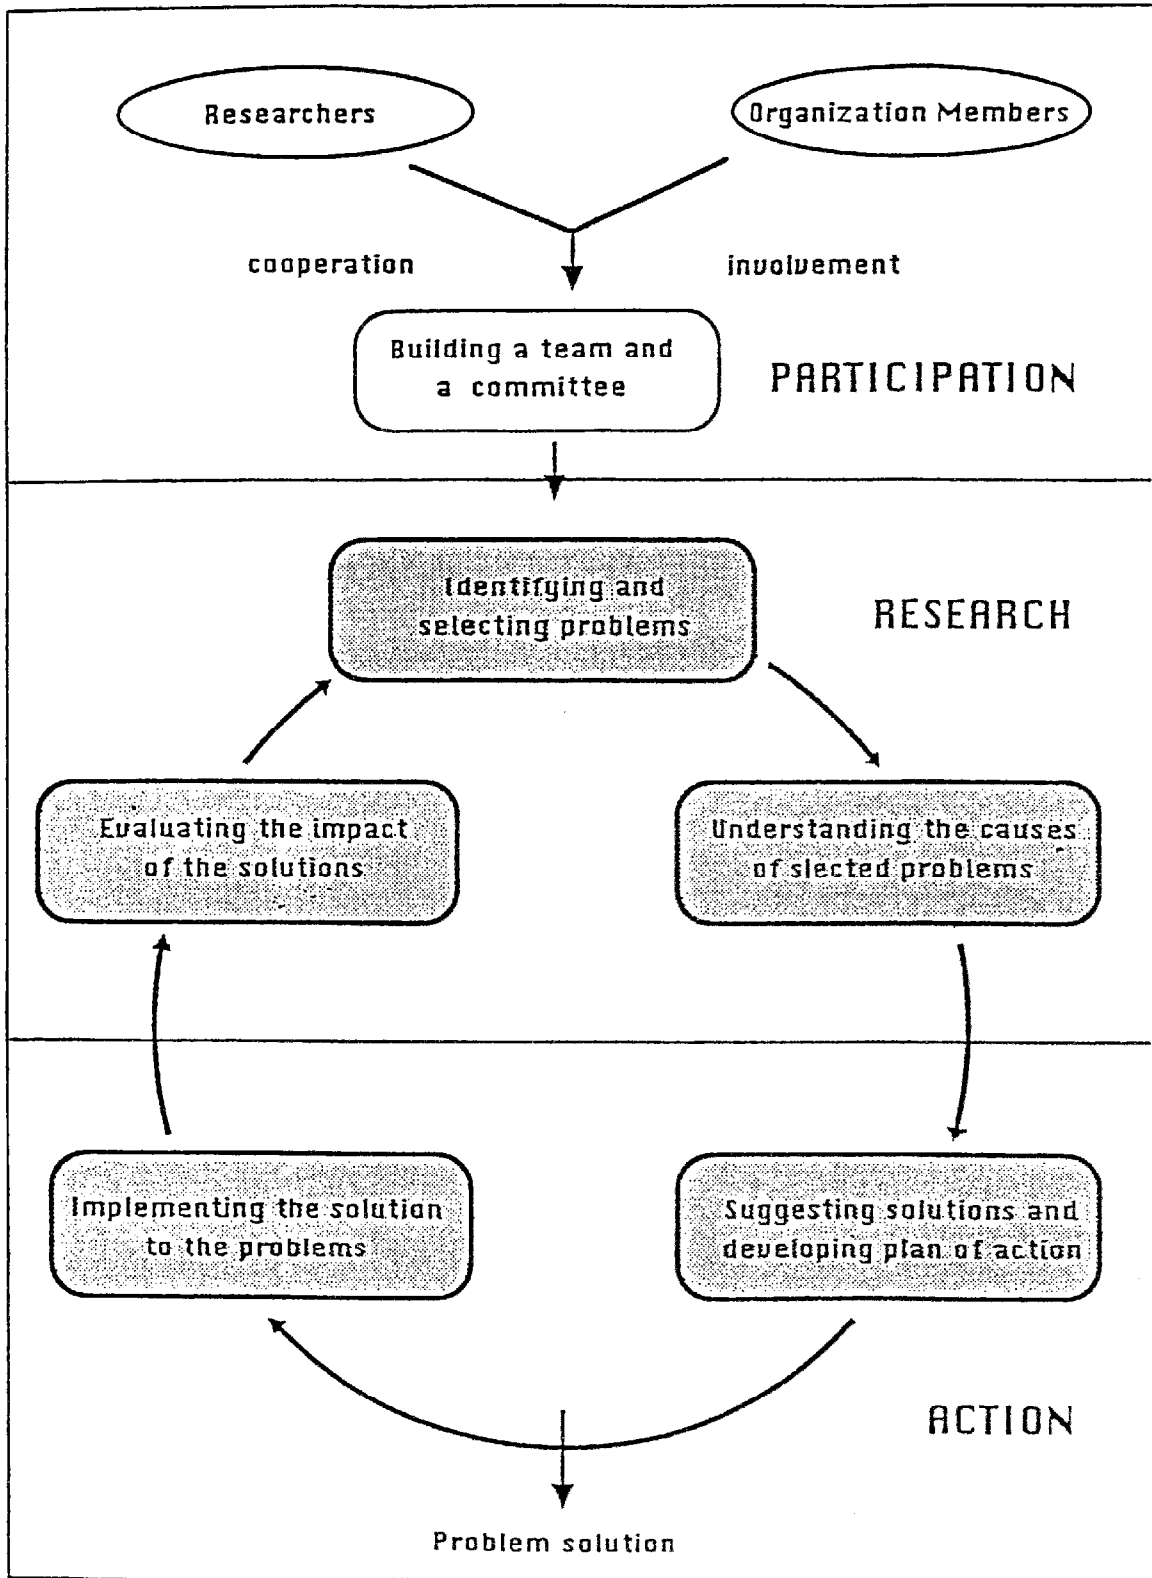 Researchers
Organization Members
cooperation
involvement
Building a team and
a committee
PARTICIPATION
Identifying and
selecting problems
RESEARCH
Evaluating the impact
of the solutions
Understanding the causes
of slected problems
Implementing the solution
to the problems
Suggesting solutions and
developing plan of action
ACTION
Problem solution